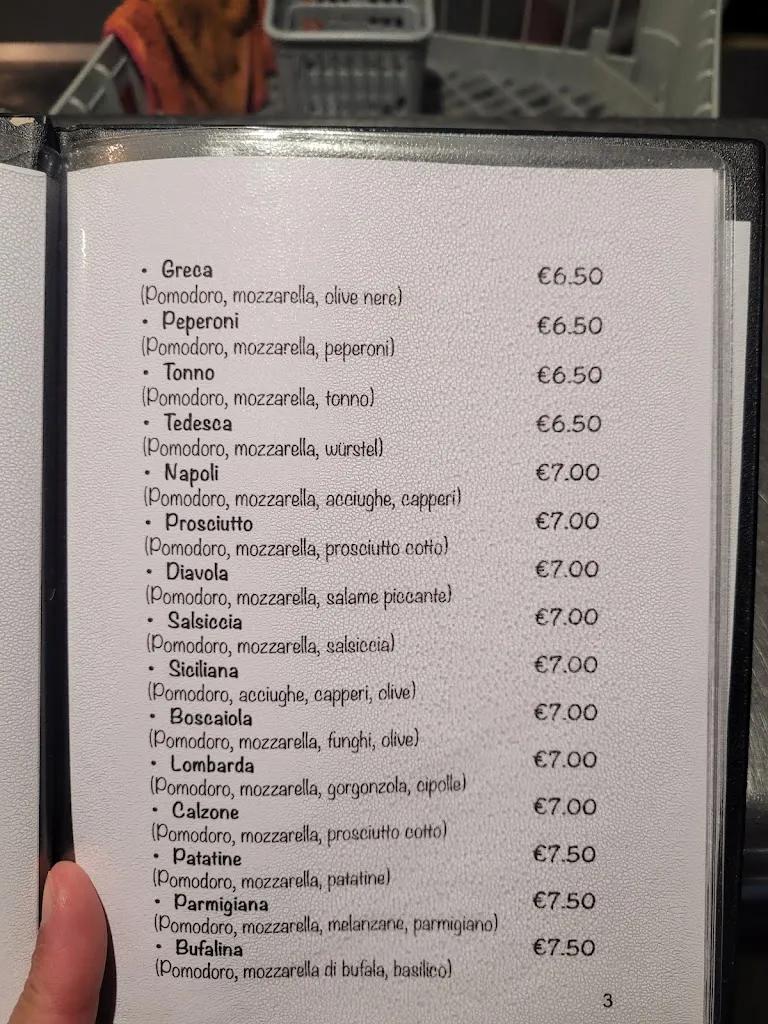 • Greca €6.50
(Pomodoro, mozzarella, olive nere)
• Peperoni €6.50
(Pomodoro, mozzarella, peperoni)
• Tonno €6.50
(Pomodoro, mozzarella, tonno)
• Tedesca €6.50
(Pomodoro, mozzarella, würstel)
• Napoli €7.00
(Pomodoro, mozzarella, acciughe, capperi)
• Prosciutto €7.00
(Pomodoro, mozzarella, prosciutto cotto)
• Diavola €7.00
(Pomodoro, mozzarella, salame piccante)
• Salsiccia €7.00
(Pomodoro, mozzarella, salsiccia)
• Siciliana €7.00
(Pomodoro, acciughe, capperi, olive)
• Boscaiola €7.00
(Pomodoro, mozzarella, funghi, olive)
• Lombarda €7.00
(Pomodoro, mozzarella, gorgonzola, cipolle)
• Calzone €7.00
(Pomodoro, mozzarella, prosciutto cotto)
• Patatine €7.50
(Pomodoro, mozzarella, patatine)
• Parmigiana €7.50
(Pomodoro, mozzarella, melanzane, parmigiano)
• Bufalina €7.50
(Pomodoro, mozzarella di bufala, basilico)
3